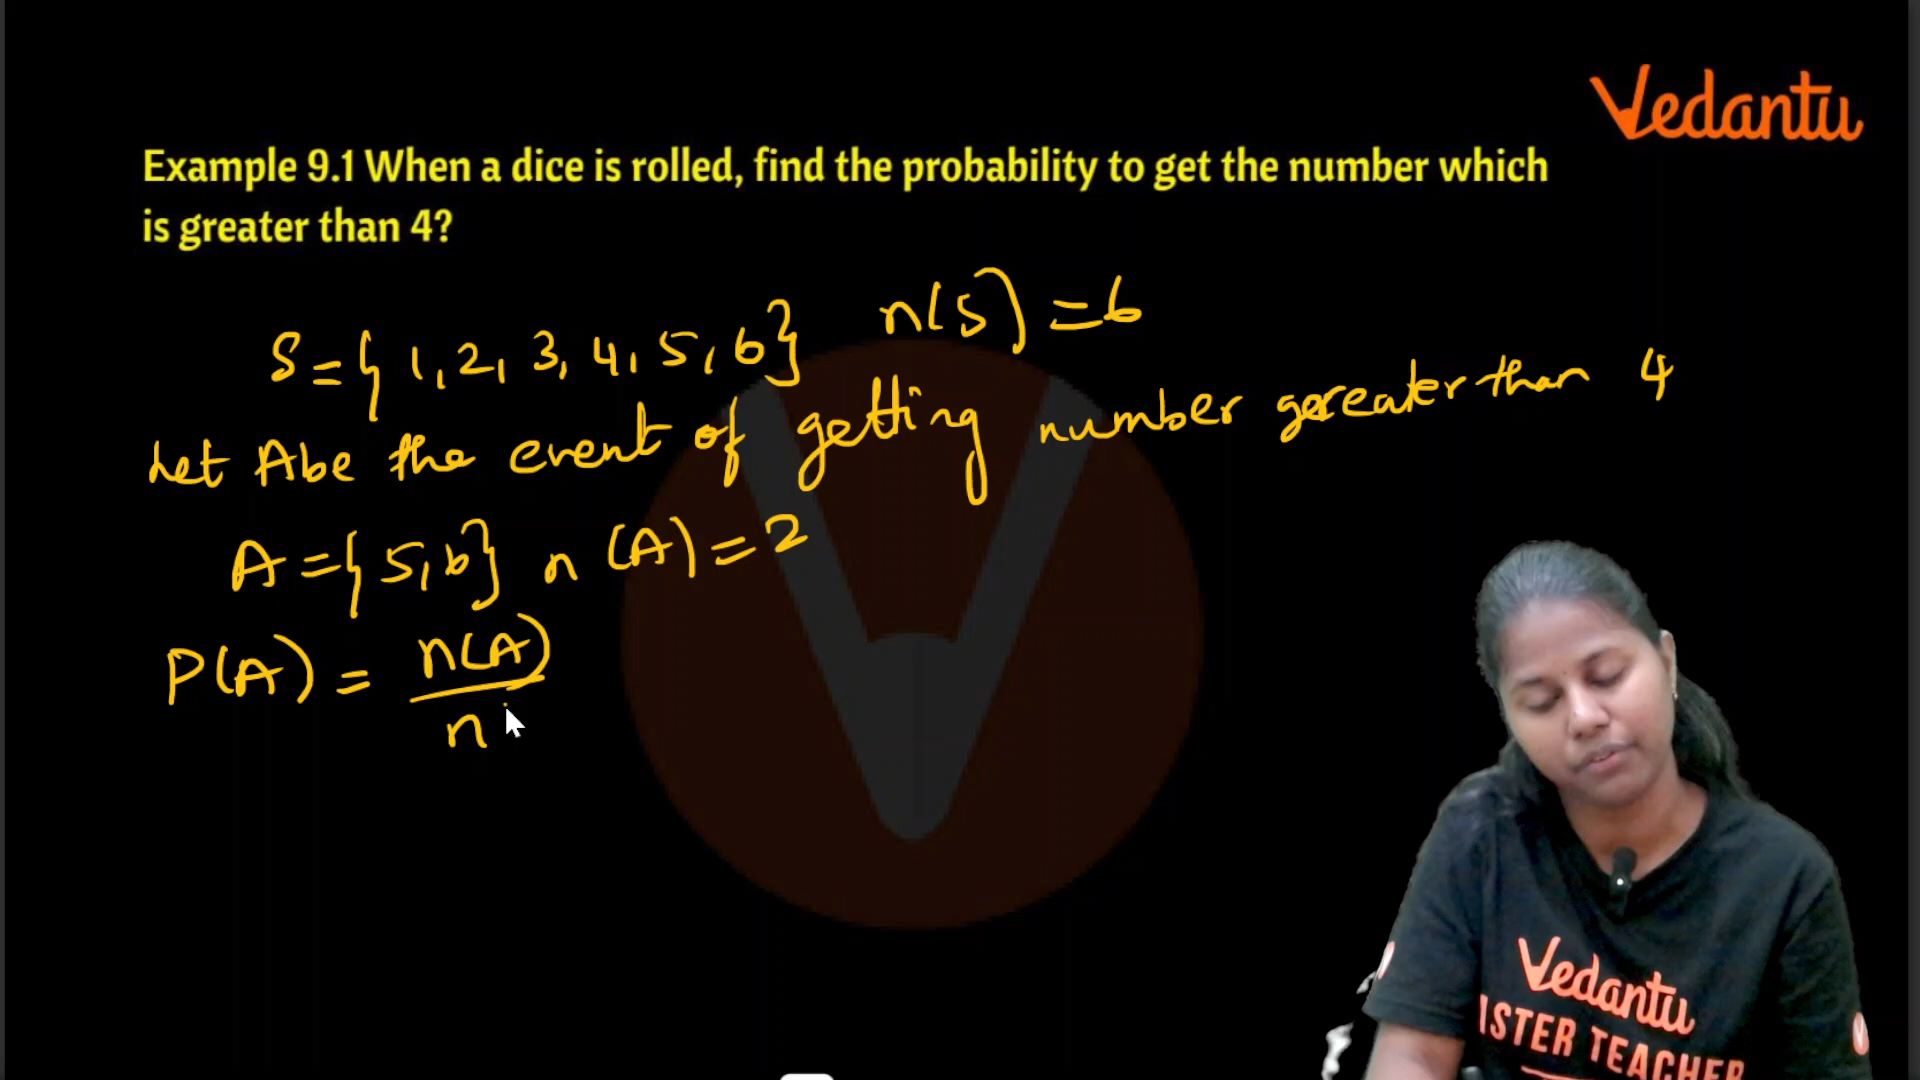 Vedantu
Example 9.1 When a dice is rolled, find the probability to get the number which
is greater than 4?
S = { 1, 2, 3, 4, 5, 6 } n(S) = 6
Let A be the event of getting number gereater than 4
A = { 5, 6 } n (A) = 2
P(A) = n(A)
n
Vedantu
ISTER TEACHER